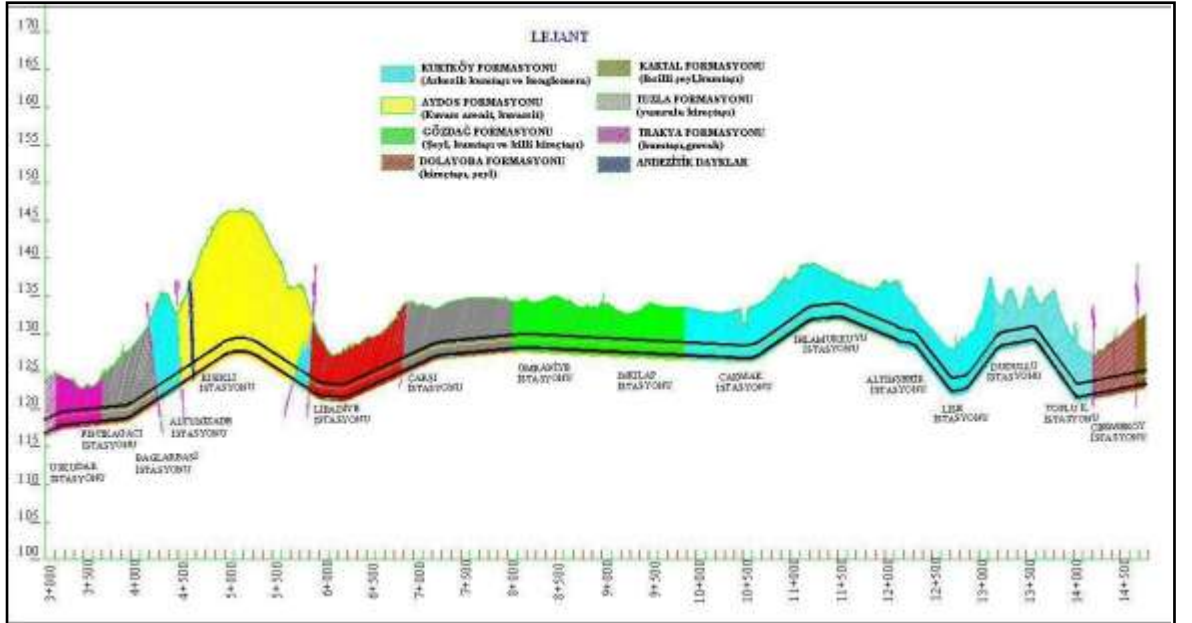 LEJANT
KURTKÖY FORMASYONU
(Arkozik kumtaşı ve konglomera)
AYDOS FORMASYONU
(Kuvars arenit, kuvarsit)
GÖZDAĞ FORMASYONU
(Şeyl, kumtaşı ve killi kireçtaşı)
DOLAYOBA FORMASYONU
(kireçtaşı, şeyl)
KARTAL FORMASYONU
(fosilli şeyl,kumtaşı)
TUZLA FORMASYONU
(yumrulu kireçtaşı)
TRAKYA FORMASYONU
(kumtaşı,grovak)
ANDEZİTİK DAYKLAR
170
165
160
155
150
145
140
135
130
125
120
115
110
105
100
ÜSKÜDAR
İSTASYONU
FISTIKAĞACI
İSTASYONU
BAĞLARBAŞI
İSTASYONU
ALTUNİZADE
İSTASYONU
KISIKLI
İSTASYONU
LİBADİYE
İSTASYONU
ÇARŞI
İSTASYONU
ÜMRANİYE
İSTASYONU
İNKILAP
İSTASYONU
ÇAKMAK
İSTASYONU
IHLAMURKUYU
İSTASYONU
ALTINŞEHİR
İSTASYONU
LİSE
İSTASYONU
DUDULLU
İSTASYONU
TOPLU K.
İSTASYONU
ÇEKMEKÖY
İSTASYONU
3+000
3+500
4+000
4+500
5+000
5+500
6+000
6+500
7+000
7+500
8+000
8+500
9+000
9+500
10+000
10+500
11+000
11+500
12+000
12+500
13+000
13+500
14+000
14+500